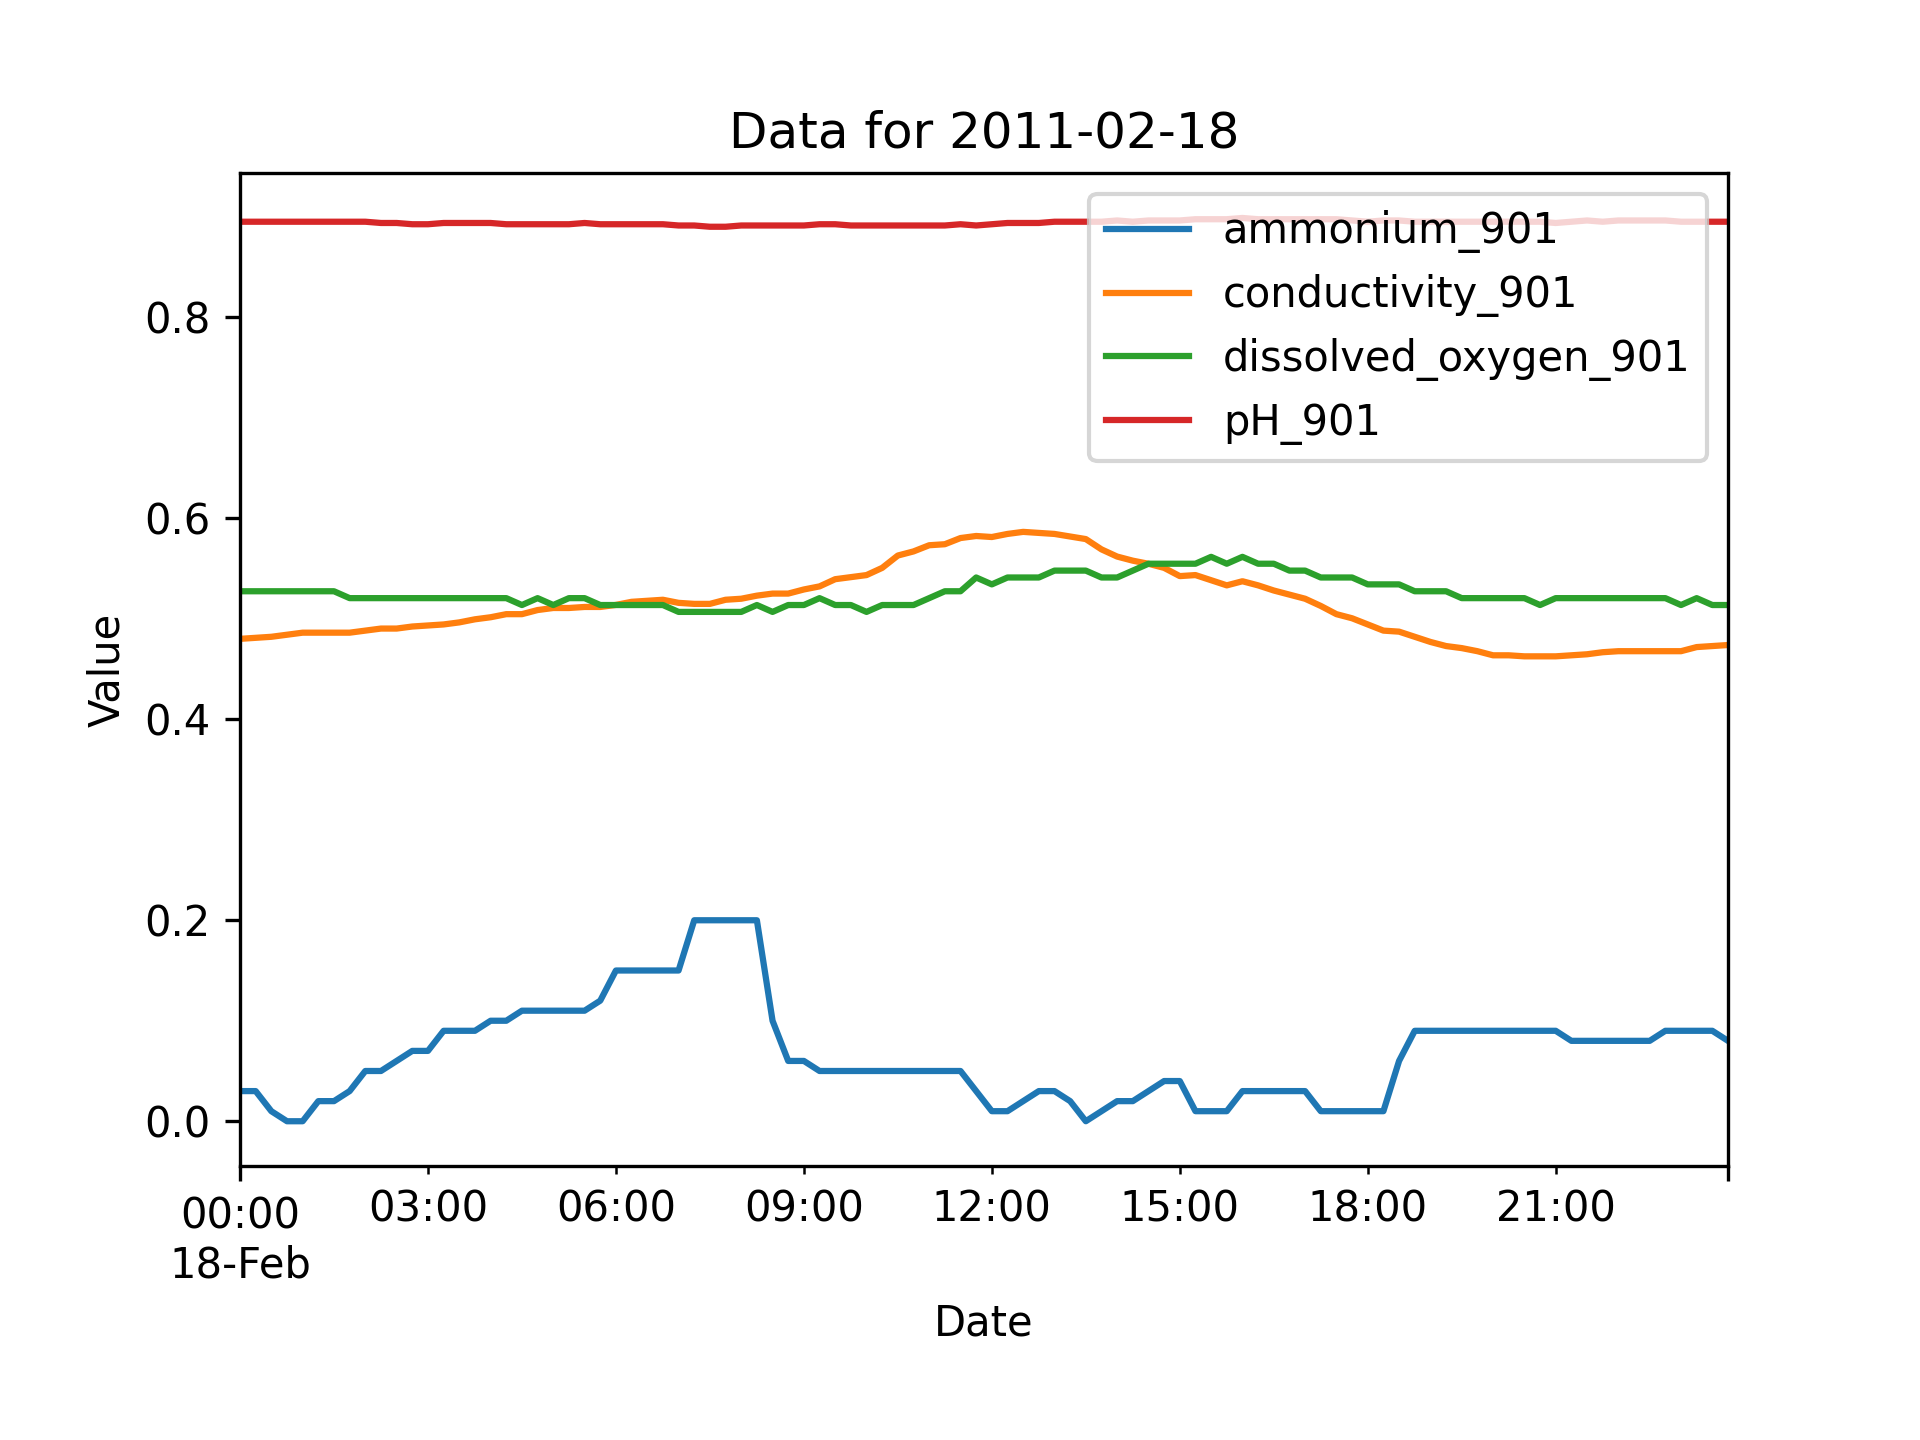 Data for 2011-02-18
ammonium_901
conductivity_901
dissolved_oxygen_901
pH_901
Value
0.8
0.6
0.4
0.2
0.0
00:00 03:00 06:00 09:00 12:00 15:00 18:00 21:00
18-Feb
Date